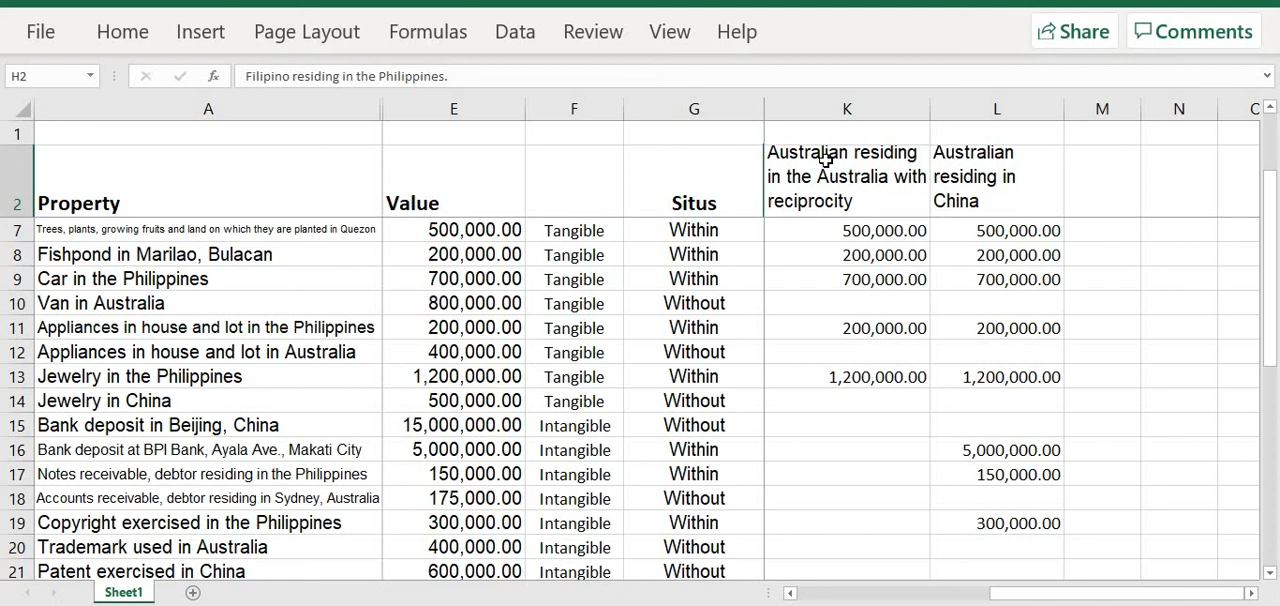 File Home Insert Page Layout Formulas Data Review View Help Share Comments
H2 fx Filipino residing in the Philippines.
A E F G K L M N C
1
2 Property Value Situs Australian residing in the Australia with reciprocity Australian residing in China
7 Trees, plants, growing fruits and land on which they are planted in Quezon 500,000.00 Tangible Within 500,000.00 500,000.00
8 Fishpond in Marilao, Bulacan 200,000.00 Tangible Within 200,000.00 200,000.00
9 Car in the Philippines 700,000.00 Tangible Within 700,000.00 700,000.00
10 Van in Australia 800,000.00 Tangible Without
11 Appliances in house and lot in the Philippines 200,000.00 Tangible Within 200,000.00 200,000.00
12 Appliances in house and lot in Australia 400,000.00 Tangible Without
13 Jewelry in the Philippines 1,200,000.00 Tangible Within 1,200,000.00 1,200,000.00
14 Jewelry in China 500,000.00 Tangible Without
15 Bank deposit in Beijing, China 15,000,000.00 Intangible Without
16 Bank deposit at BPI Bank, Ayala Ave., Makati City 5,000,000.00 Intangible Within 5,000,000.00
17 Notes receivable, debtor residing in the Philippines 150,000.00 Intangible Within 150,000.00
18 Accounts receivable, debtor residing in Sydney, Australia 175,000.00 Intangible Without
19 Copyright exercised in the Philippines 300,000.00 Intangible Within 300,000.00
20 Trademark used in Australia 400,000.00 Intangible Without
21 Patent exercised in China 600,000.00 Intangible Without
Sheet1